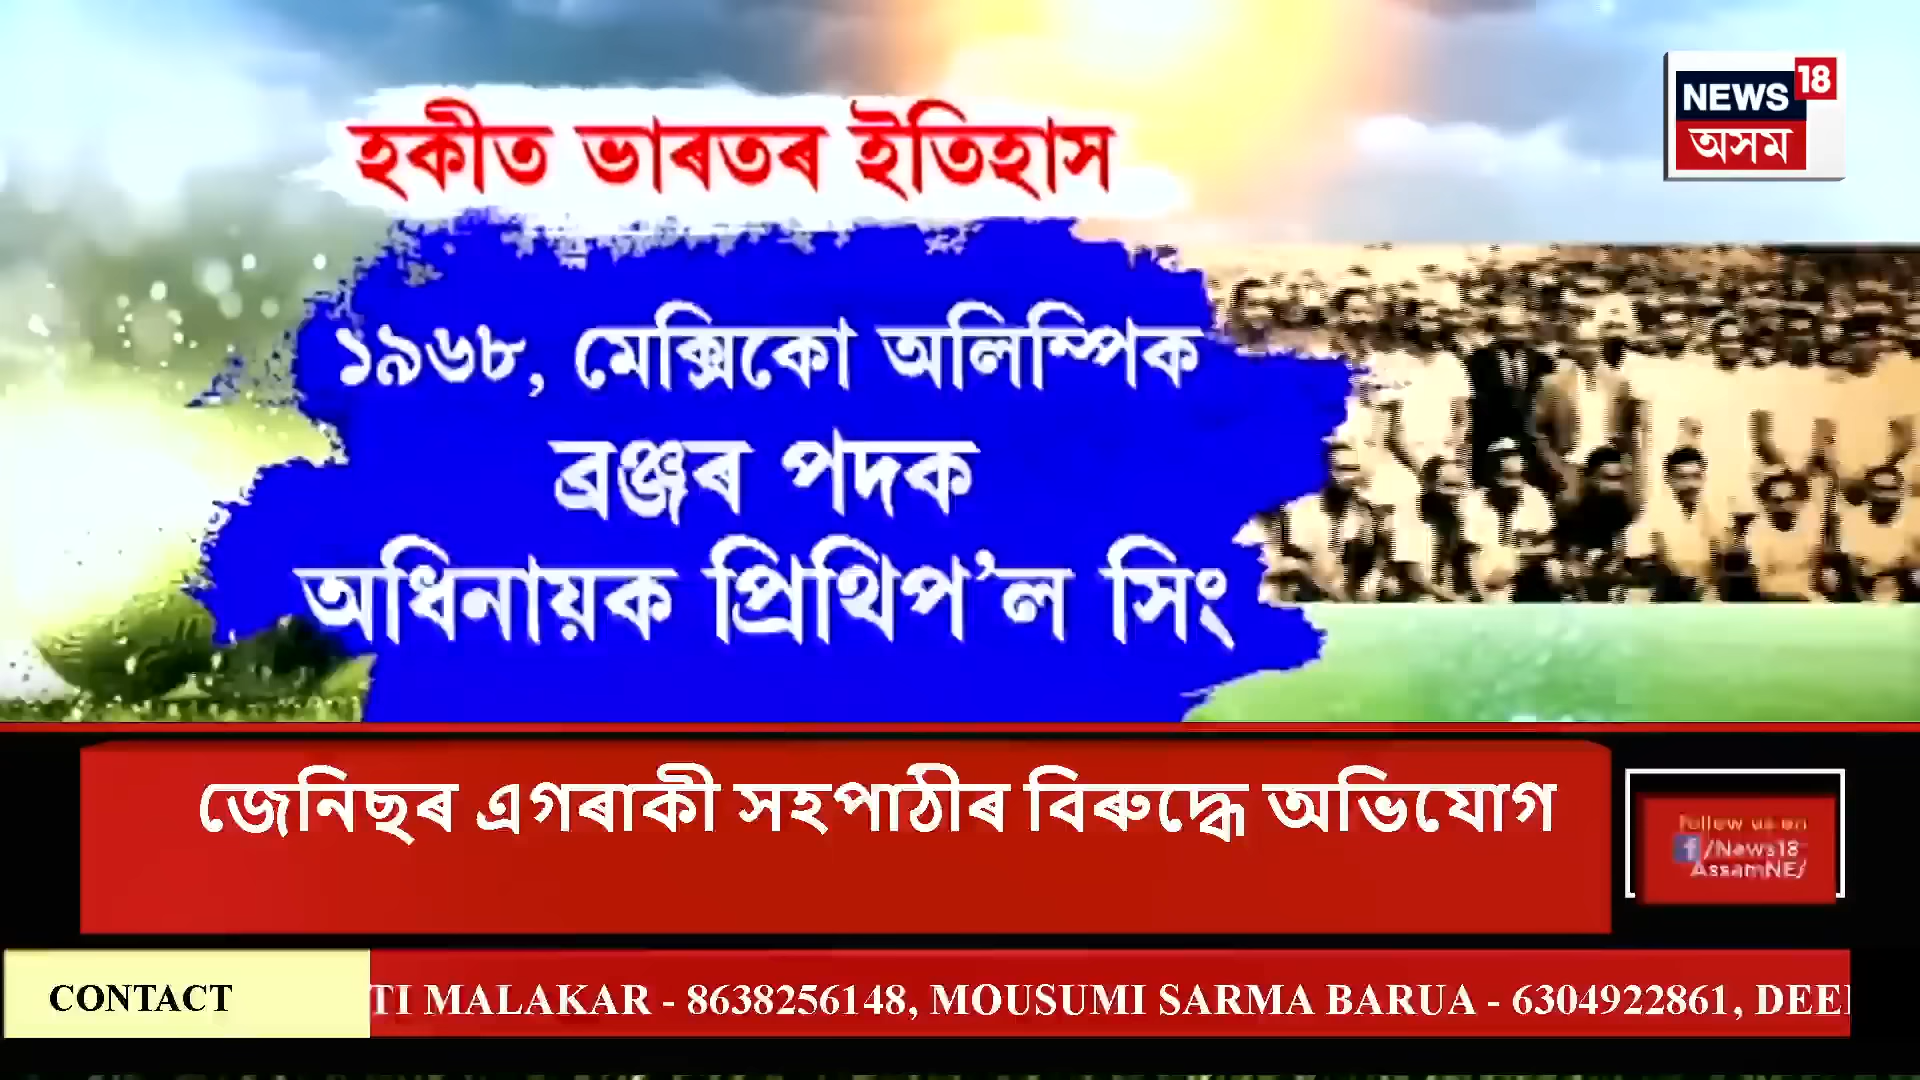 হকীত ভাৰতৰ ইতিহাস
NEWS 18
অসম
১৯৬৮, মেক্সিকো অলিম্পিক
ব্ৰঞ্জৰ পদক
অধিনায়ক প্ৰিথিপ'ল সিং
জেনিছৰ এগৰাকী সহপাঠীৰ বিৰুদ্ধে অভিযোগ
Follow us on
f/News18
AssamNE/
CONTACT
TI MALAKAR - 8638256148, MOUSUMI SARMA BARUA - 6304922861, DEE